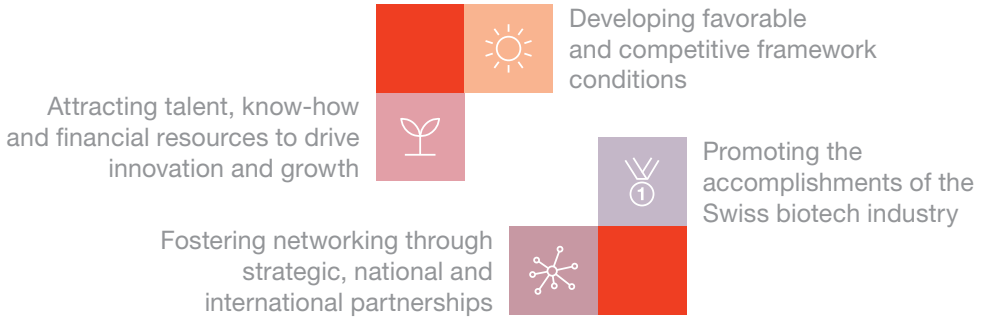 Developing favorable
and competitive framework
conditions
Attracting talent, know-how
and financial resources to drive
innovation and growth
Promoting the
accomplishments of the
Swiss biotech industry
1
Fostering networking through
strategic, national and
international partnerships